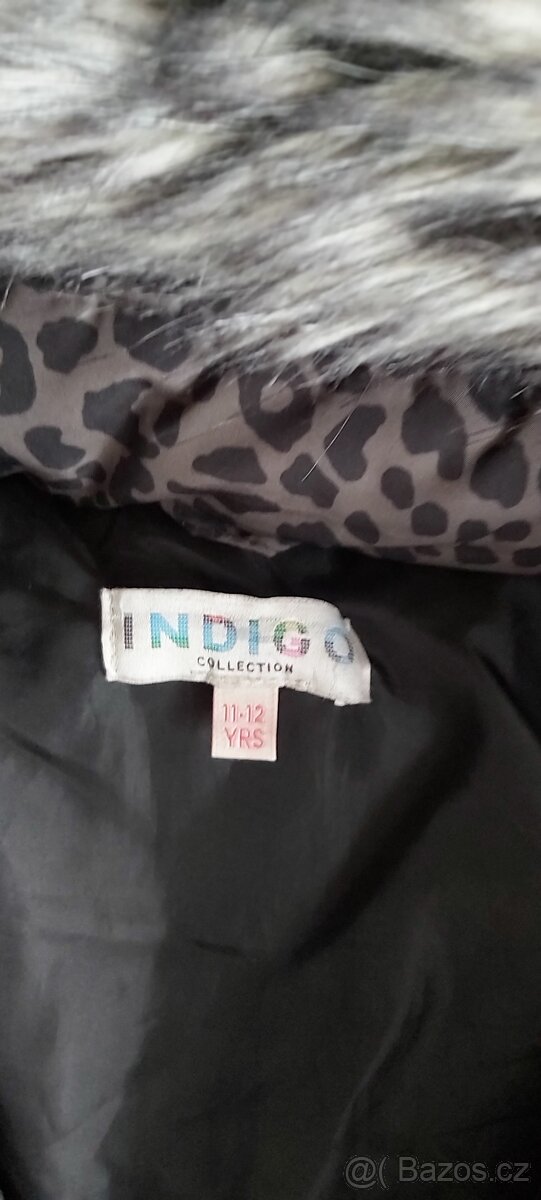 INDIGO
COLLECTION
11-12
YRS
@( Bazos.cz